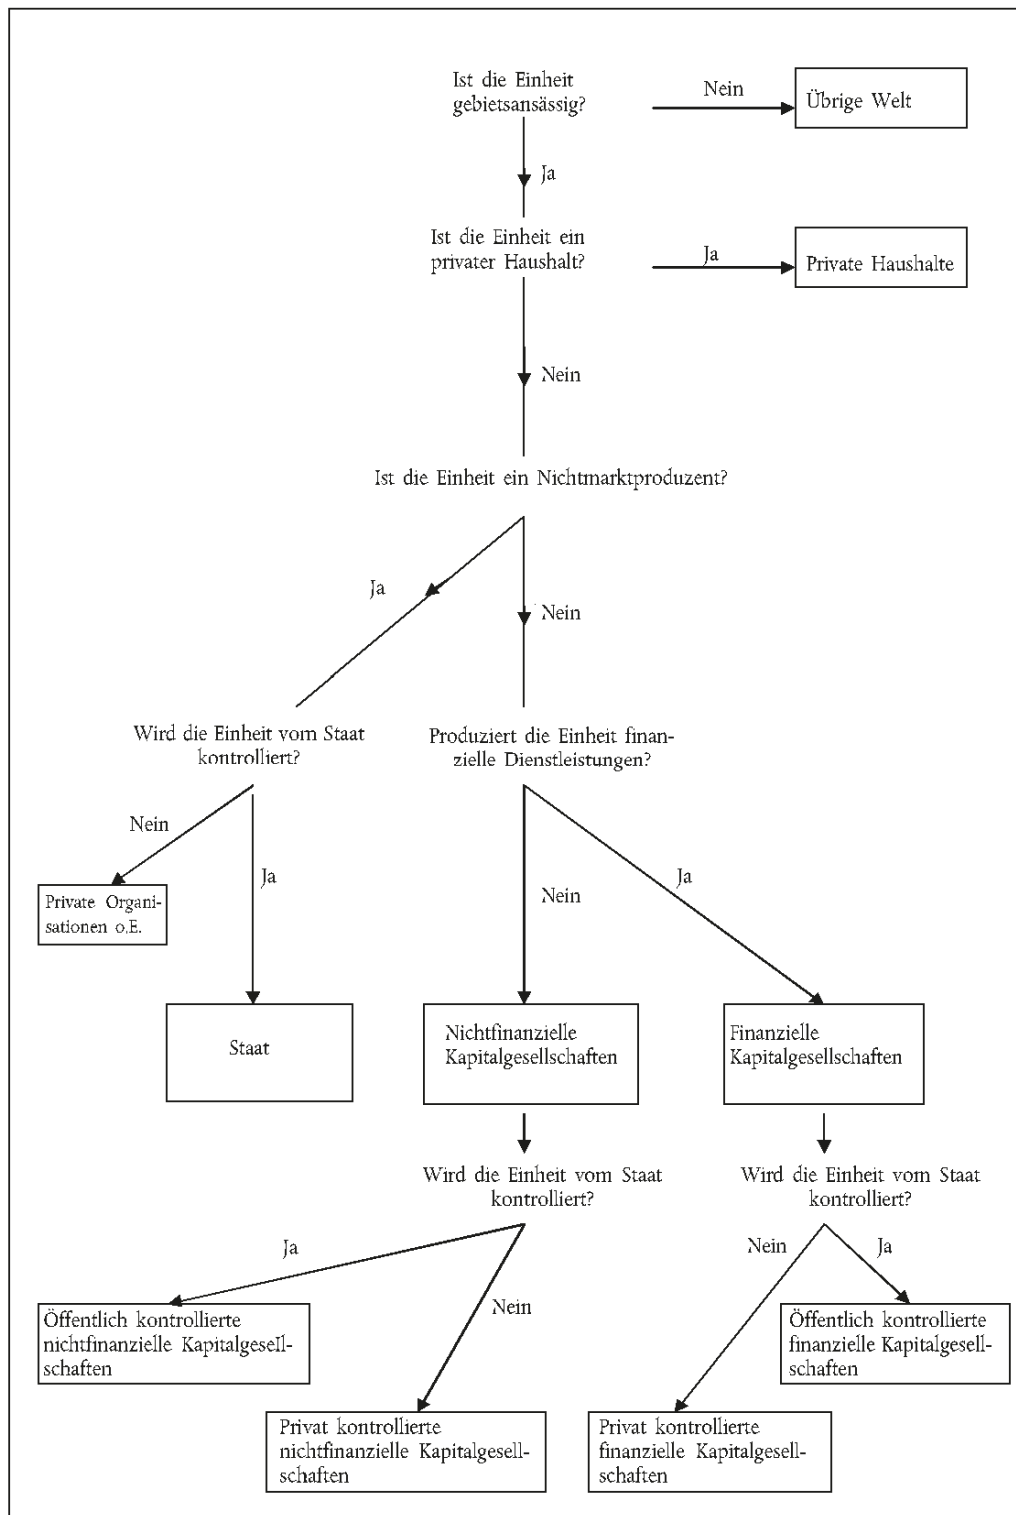 Ist die Einheit
gebietsansässig?
Nein
Übrige Welt
Ja
Ist die Einheit ein
privater Haushalt?
Ja
Private Haushalte
Nein
Ist die Einheit ein Nichtmarktproduzent?
Ja
Nein
Wird die Einheit vom Staat
kontrolliert?
Produziert die Einheit finan-
zielle Dienstleistungen?
Nein
Ja
Nein
Ja
Private Organi-
sationen o.E.
Staat
Nichtfinanzielle
Kapitalgesellschaften
Finanzielle
Kapitalgesellschaften
Wird die Einheit vom Staat
kontrolliert?
Wird die Einheit vom Staat
kontrolliert?
Ja
Nein
Nein
Ja
Öffentlich kontrollierte
nichtfinanzielle Kapitalgesell-
schaften
Öffentlich kontrollierte
finanzielle Kapitalgesell-
schaften
Privat kontrollierte
nichtfinanzielle Kapitalgesell-
schaften
Privat kontrollierte
finanzielle Kapitalgesell-
schaften